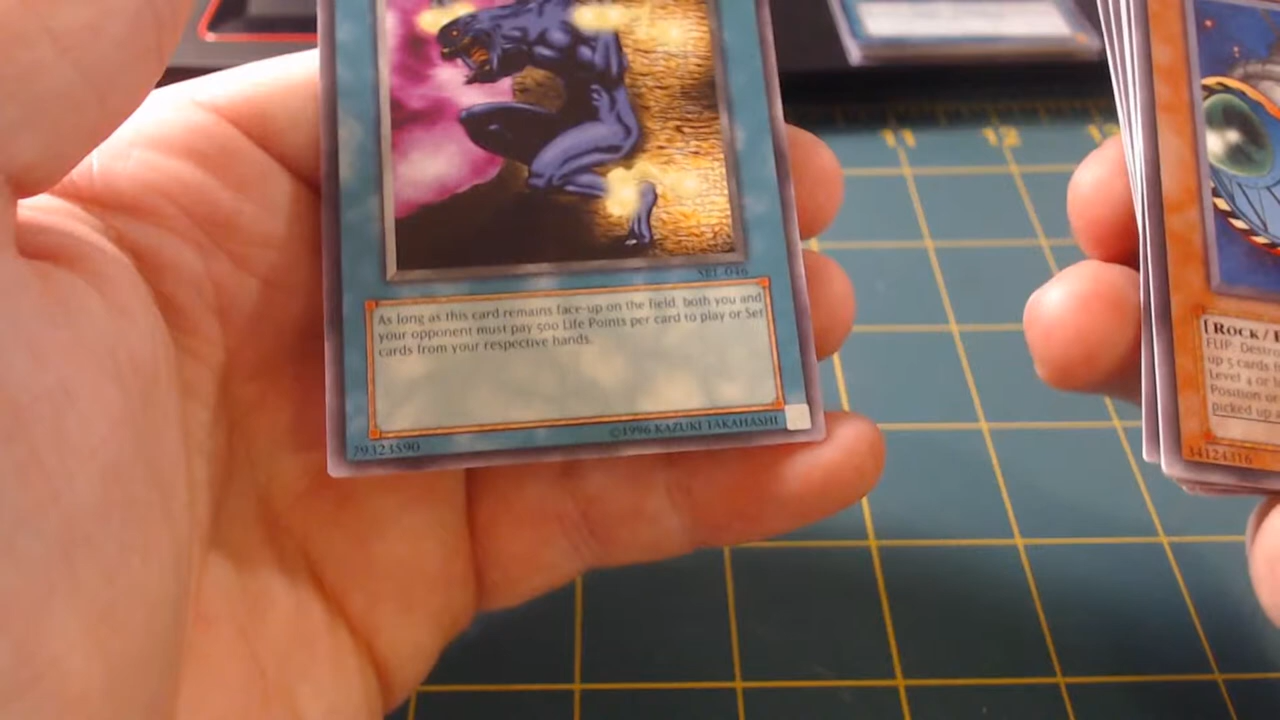 11 12 13
SRL-046
As long as this card remains face-up on the field, both you and
your opponent must pay 500 Life Points per card to play or Set
cards from your respective hands.
©1996 KAZUKI TAKAHASHI
79323590
[ROCK/
FLIP: Destro
up 5 cards f
Level 4 or
Position or
picked up
34124316